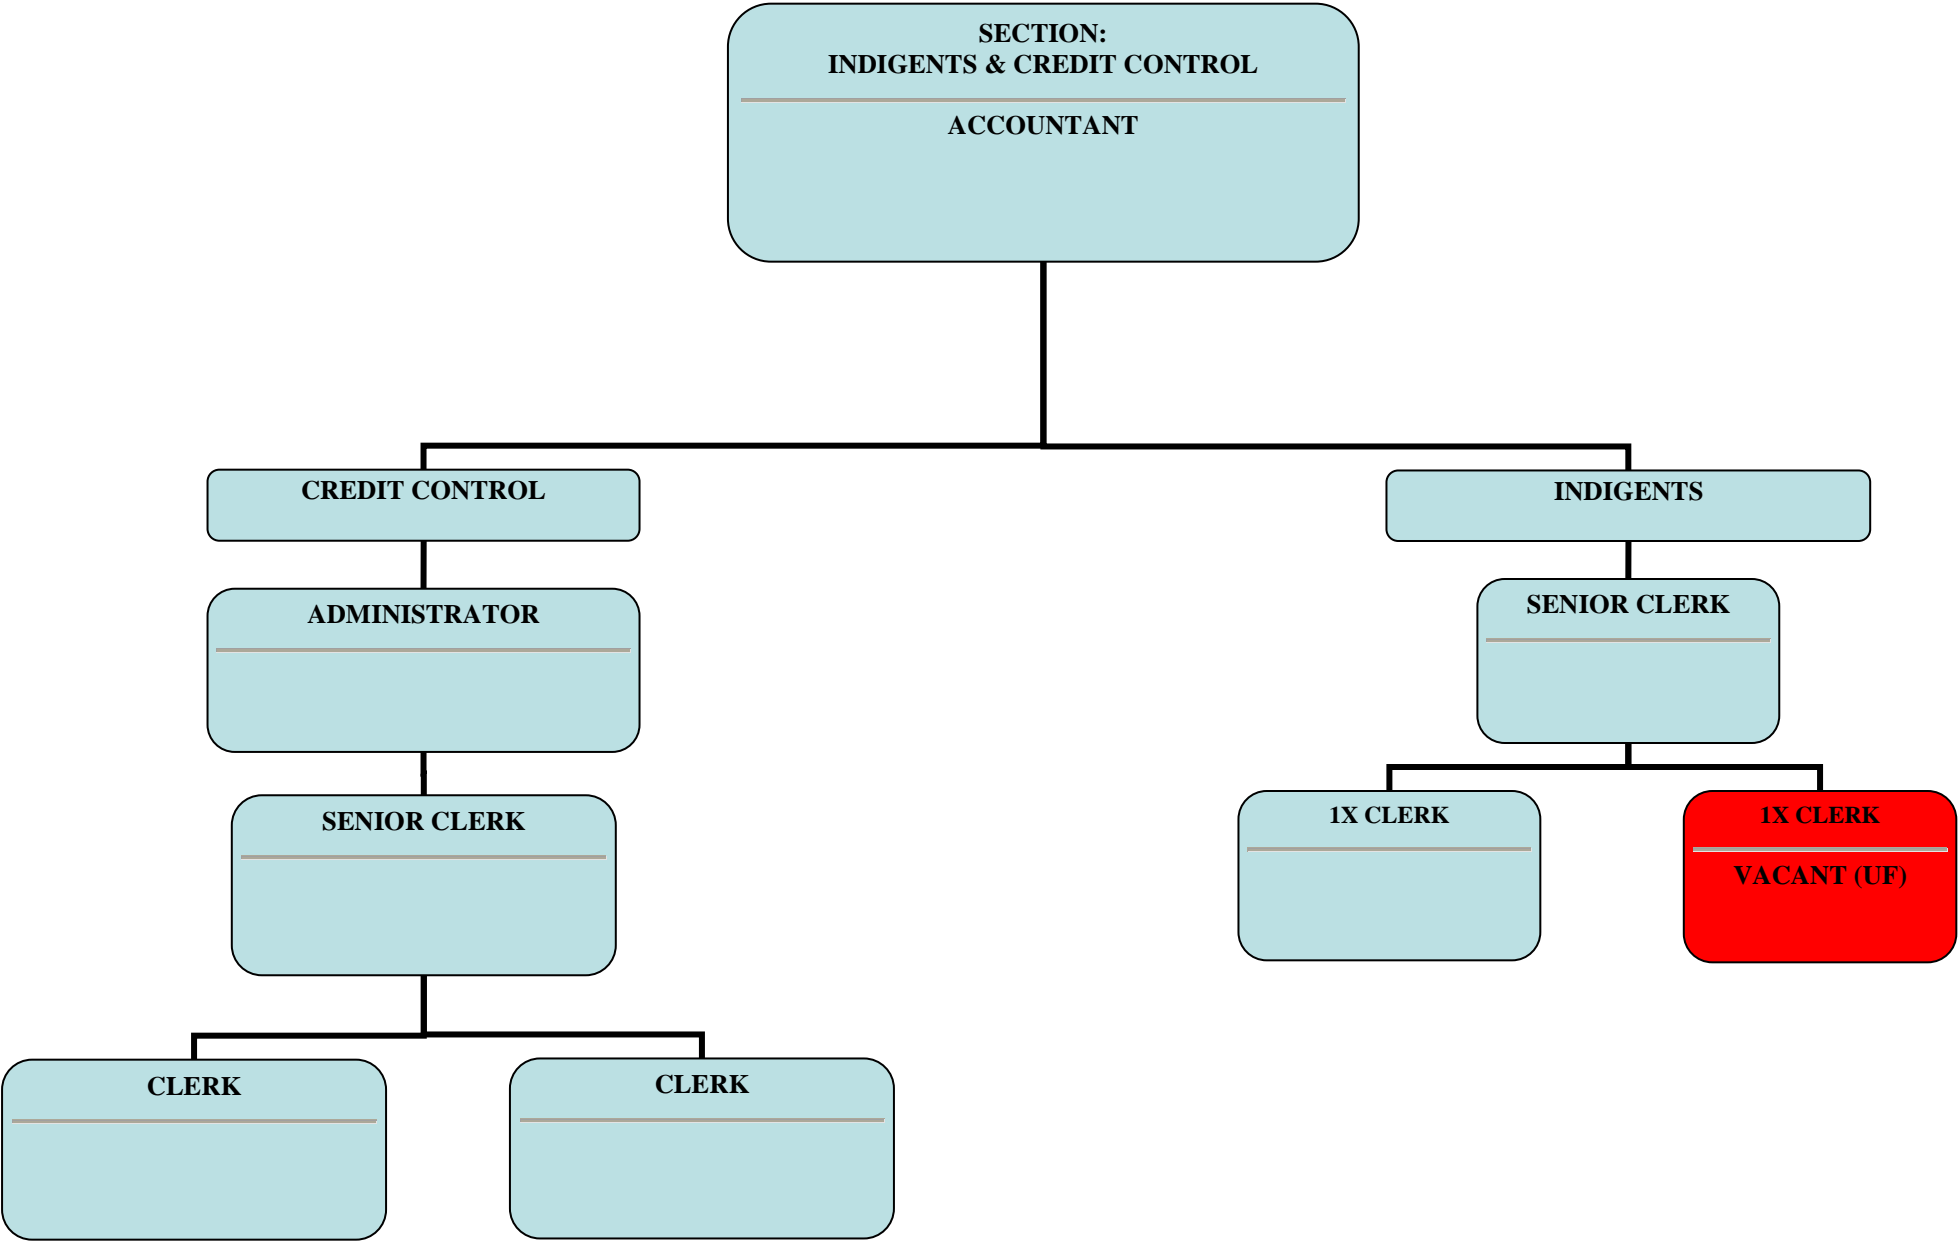 SECTION:
INDIGENTS & CREDIT CONTROL
ACCOUNTANT
CREDIT CONTROL
INDIGENTS
ADMINISTRATOR
SENIOR CLERK
SENIOR CLERK
1X CLERK
1X CLERK
VACANT (UF)
CLERK
CLERK